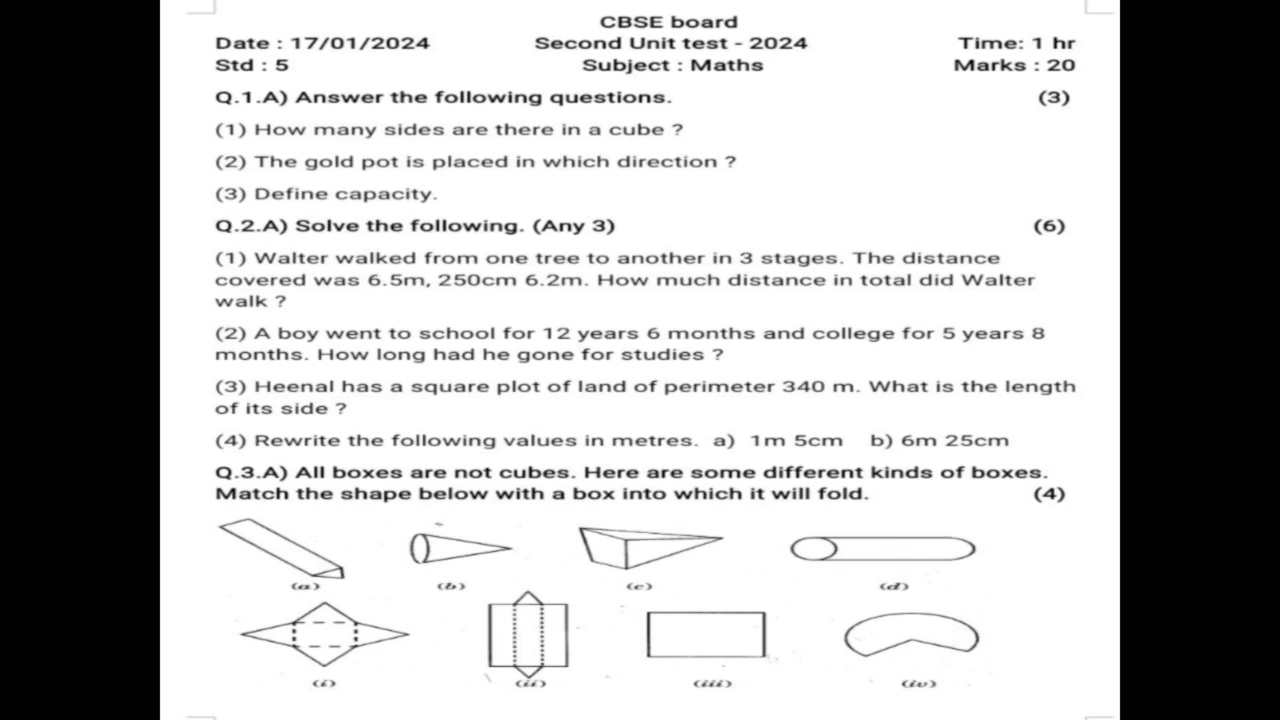 CBSE board
Date : 17/01/2024 Second Unit test - 2024 Time: 1 hr
Std : 5 Subject : Maths Marks : 20
Q.1.A) Answer the following questions. (3)
(1) How many sides are there in a cube ?
(2) The gold pot is placed in which direction ?
(3) Define capacity.
Q.2.A) Solve the following. (Any 3) (6)
(1) Walter walked from one tree to another in 3 stages. The distance
covered was 6.5m, 250cm 6.2m. How much distance in total did Walter
walk ?
(2) A boy went to school for 12 years 6 months and college for 5 years 8
months. How long had he gone for studies ?
(3) Heenal has a square plot of land of perimeter 340 m. What is the length
of its side ?
(4) Rewrite the following values in metres. a) 1m 5cm b) 6m 25cm
Q.3.A) All boxes are not cubes. Here are some different kinds of boxes.
Match the shape below with a box into which it will fold. (4)
(a) (b) (c) (d)
(i) (ii) (iii) (iv)